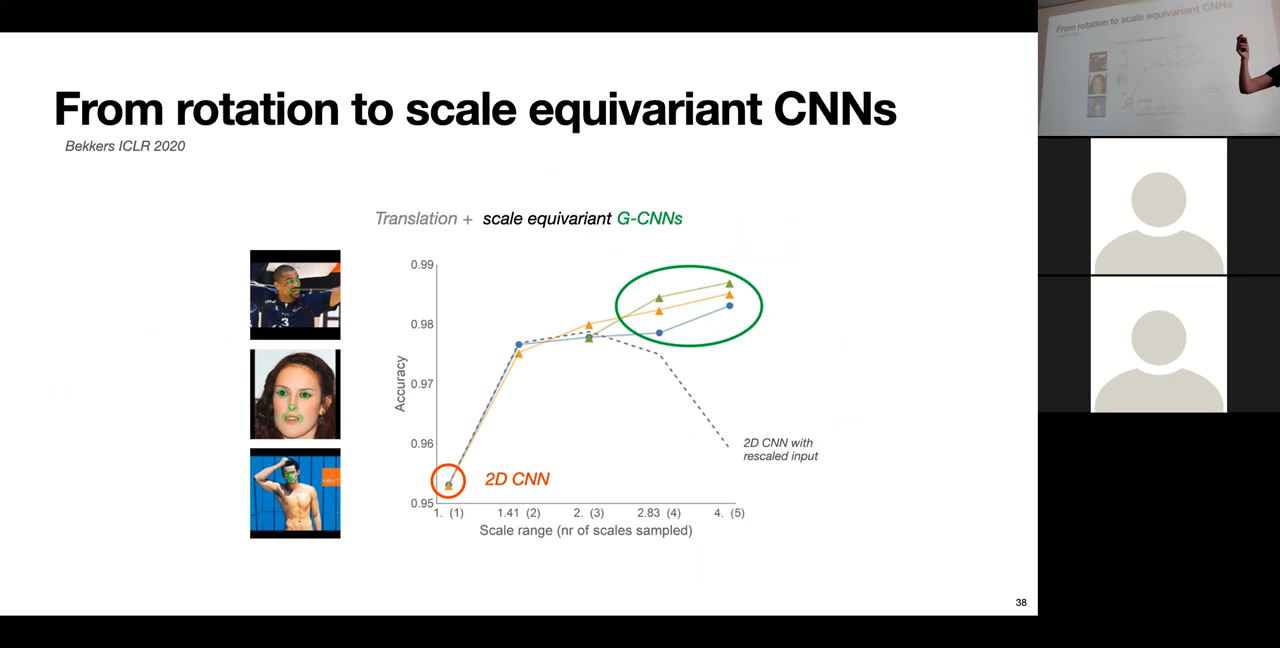 From rotation to scale equivariant CNNs
Bekkers ICLR 2020
Translation + scale equivariant G-CNNs
0.99
0.98
0.97
0.96
0.95
Accuracy
2D CNN
2D CNN with
rescaled input
1. (1) 1.41 (2) 2. (3) 2.83 (4) 4. (5)
Scale range (nr of scales sampled)
3
38
From rotation to scale equivariant CNNs